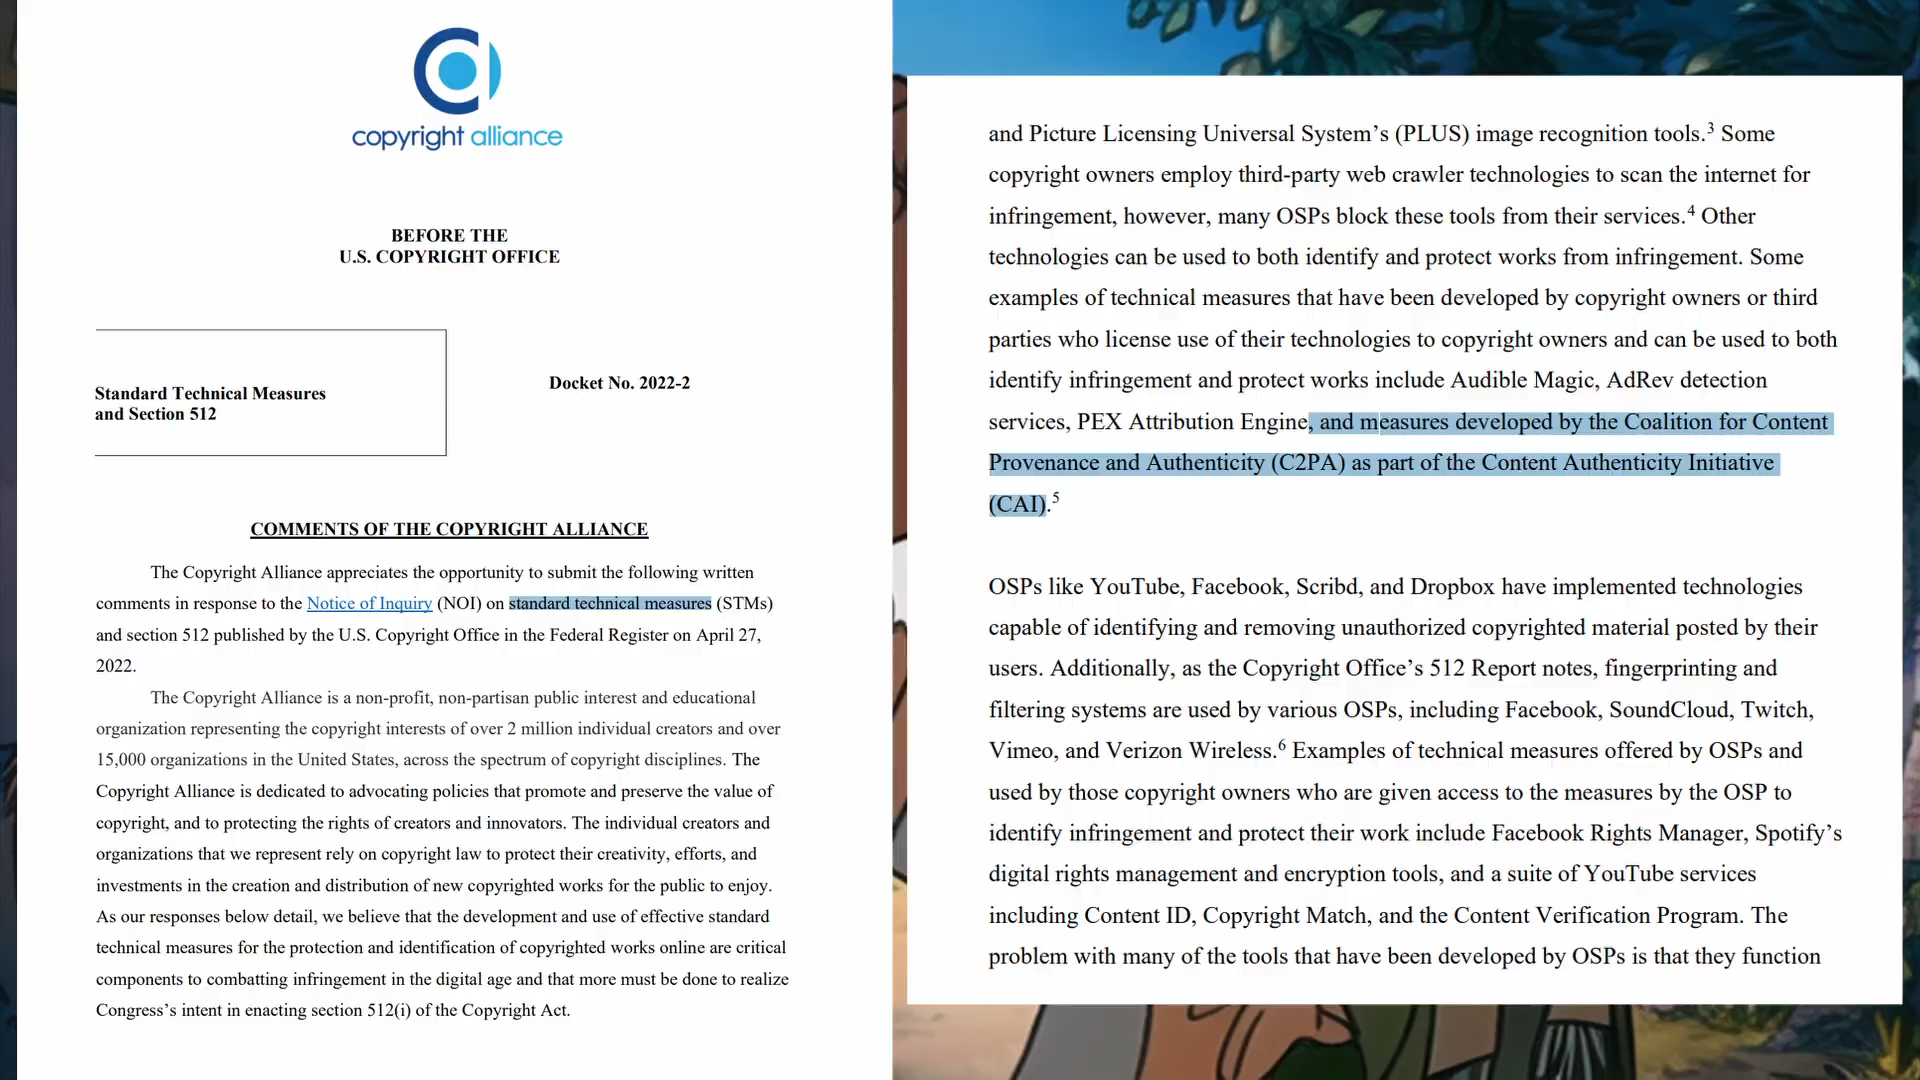 copyright alliance
BEFORE THE
U.S. COPYRIGHT OFFICE
Standard Technical Measures
and Section 512
Docket No. 2022-2
COMMENTS OF THE COPYRIGHT ALLIANCE
The Copyright Alliance appreciates the opportunity to submit the following written
comments in response to the Notice of Inquiry (NOI) on standard technical measures (STMs)
and section 512 published by the U.S. Copyright Office in the Federal Register on April 27,
2022.
The Copyright Alliance is a non-profit, non-partisan public interest and educational
organization representing the copyright interests of over 2 million individual creators and over
15,000 organizations in the United States, across the spectrum of copyright disciplines. The
Copyright Alliance is dedicated to advocating policies that promote and preserve the value of
copyright, and to protecting the rights of creators and innovators. The individual creators and
organizations that we represent rely on copyright law to protect their creativity, efforts, and
investments in the creation and distribution of new copyrighted works for the public to enjoy.
As our responses below detail, we believe that the development and use of effective standard
technical measures for the protection and identification of copyrighted works online are critical
components to combatting infringement in the digital age and that more must be done to realize
Congress’s intent in enacting section 512(i) of the Copyright Act.
and Picture Licensing Universal System’s (PLUS) image recognition tools.3 Some
copyright owners employ third-party web crawler technologies to scan the internet for
infringement, however, many OSPs block these tools from their services.4 Other
technologies can be used to both identify and protect works from infringement. Some
examples of technical measures that have been developed by copyright owners or third
parties who license use of their technologies to copyright owners and can be used to both
identify infringement and protect works include Audible Magic, AdRev detection
services, PEX Attribution Engine, and measures developed by the Coalition for Content
Provenance and Authenticity (C2PA) as part of the Content Authenticity Initiative
(CAI).5
OSPs like YouTube, Facebook, Scribd, and Dropbox have implemented technologies
capable of identifying and removing unauthorized copyrighted material posted by their
users. Additionally, as the Copyright Office’s 512 Report notes, fingerprinting and
filtering systems are used by various OSPs, including Facebook, SoundCloud, Twitch,
Vimeo, and Verizon Wireless.6 Examples of technical measures offered by OSPs and
used by those copyright owners who are given access to the measures by the OSP to
identify infringement and protect their work include Facebook Rights Manager, Spotify’s
digital rights management and encryption tools, and a suite of YouTube services
including Content ID, Copyright Match, and the Content Verification Program. The
problem with many of the tools that have been developed by OSPs is that they function